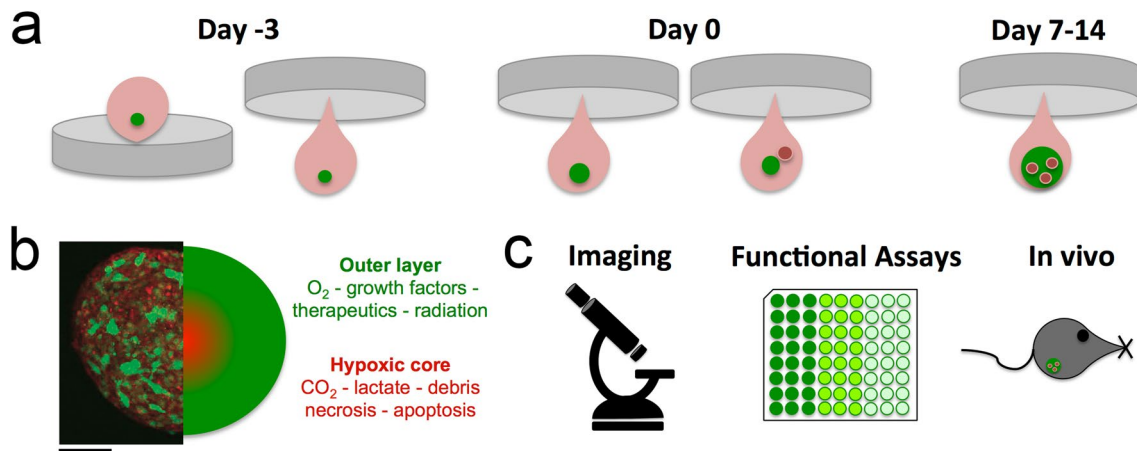 a
Day -3
Day 0
Day 7-14
b
Outer layer
O₂ - growth factors -
therapeutics - radiation
Hypoxic core
CO₂ - lactate - debris
necrosis - apoptosis
c
Imaging
Functional Assays
In vivo